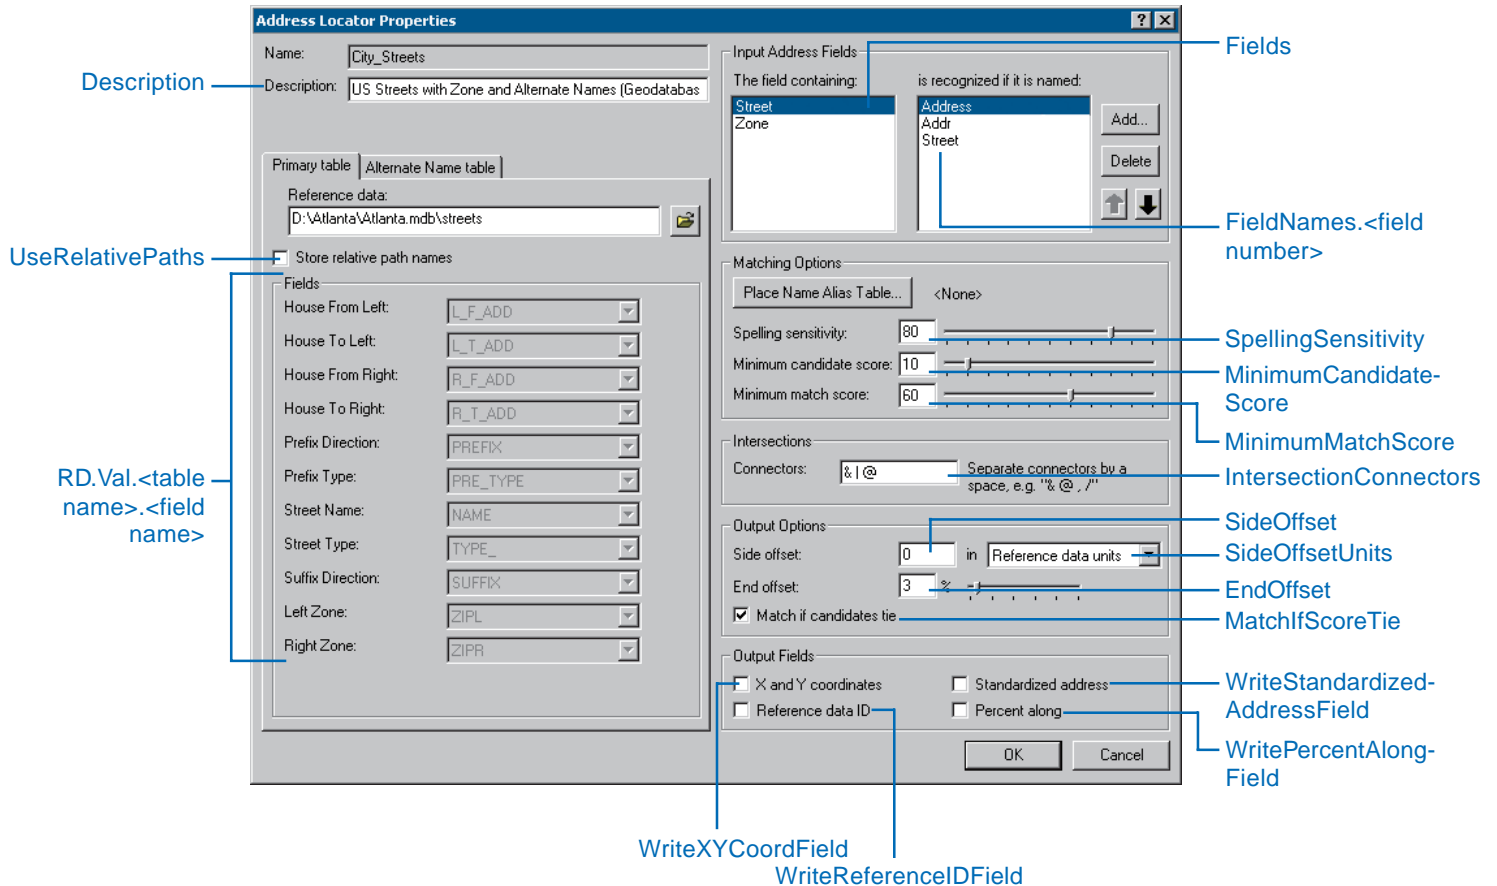 Address Locator Properties
Name:
City_Streets
Description
Description:
US Streets with Zone and Alternate Names (Geodatabas
Primary table
Alternate Name table
Reference data:
D:\Atlanta\Atlanta.mdb\streets
UseRelativePaths
Store relative path names
Fields
House From Left:
L_F_ADD
House To Left:
L_T_ADD
House From Right:
R_F_ADD
House To Right:
R_T_ADD
Prefix Direction:
PREFIX
Prefix Type:
PRE_TYPE
Street Name:
NAME
Street Type:
TYPE_
Suffix Direction:
SUFFIX
Left Zone:
ZIPL
Right Zone:
ZIPR
RD.Val.<table
name>.<field
name>
Input Address Fields
Fields
The field containing:
is recognized if it is named:
Street
Zone
Address
Addr
Street
Add...
Delete
FieldNames.<field
number>
Matching Options
Place Name Alias Table...
<None>
Spelling sensitivity:
80
SpellingSensitivity
Minimum candidate score:
10
MinimumCandidate-
Score
Minimum match score:
60
MinimumMatchScore
Intersections
Connectors:
& | @
Separate connectors by a
space, e.g. "& @ , /"
IntersectionConnectors
Output Options
SideOffset
Side offset:
0
in
Reference data units
SideOffsetUnits
End offset:
3
%
EndOffset
Match if candidates tie
MatchIfScoreTie
Output Fields
X and Y coordinates
Standardized address
WriteStandardized-
AddressField
Reference data ID
Percent along
WritePercentAlong-
Field
OK
Cancel
WriteXYCoordField
WriteReferenceIDField